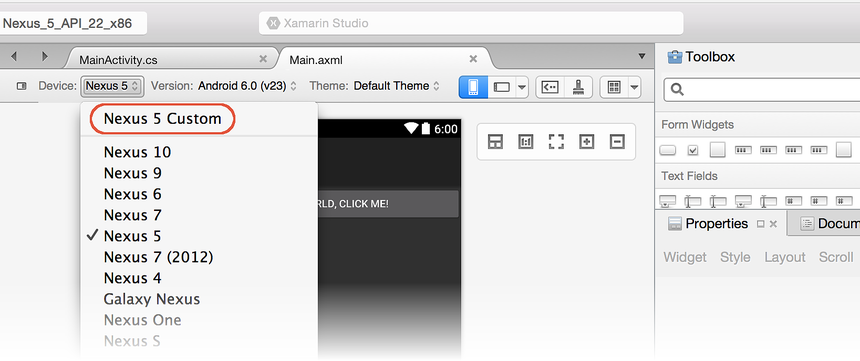 Nexus_5_API_22_x86
Xamarin Studio
MainActivity.cs
Main.axml
Toolbox
Device: Nexus 5 Version: Android 6.0 (v23) Theme: Default Theme
Nexus 5 Custom
Nexus 10
Nexus 9
Nexus 6
Nexus 7
Nexus 5
Nexus 7 (2012)
Nexus 4
Galaxy Nexus
Nexus One
Nexus S
6:00
RLD, CLICK ME!
1:1
Form Widgets
Text Fields
Properties
Docum
Widget Style Layout Scroll